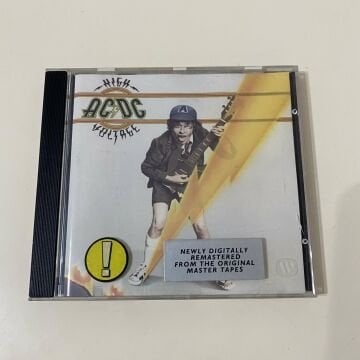 HIGH
AC⚡DC
VOLTAGE
A
!
NEWLY DIGITALLY
REMASTERED
FROM THE ORIGINAL
MASTER TAPES